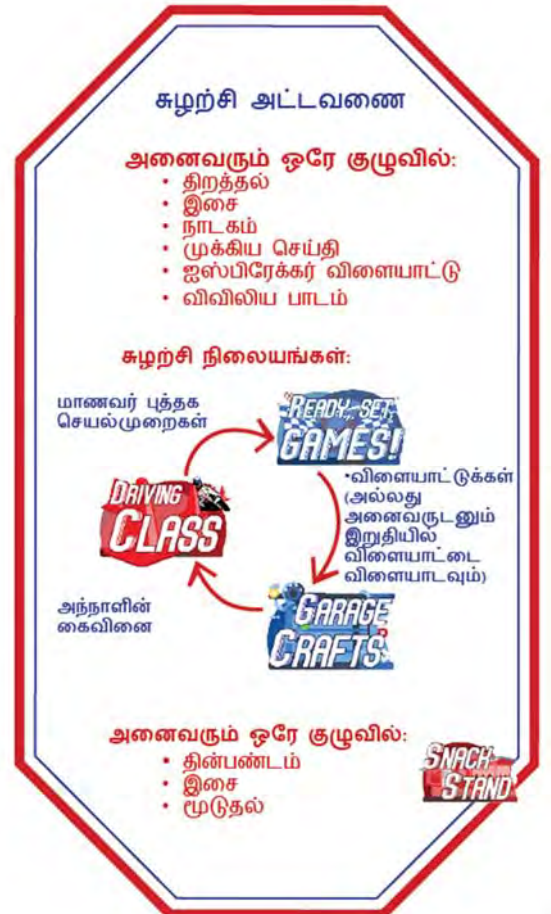 சுழற்சி அட்டவணை
அனைவரும் ஒரே குழுவில்:
• திறத்தல்
• இசை
• நாடகம்
• முக்கிய செய்தி
• ஐஸ்பிரேக்கர் விளையாட்டு
• விவிலிய பாடம்
சுழற்சி நிலையங்கள்:
மாணவர் புத்தக
செயல்முறைகள்
READY, SET,
GAMES!
•விளையாட்டுக்கள்
(அல்லது
அனைவருடனும்
இறுதியில்
விளையாட்டை
விளையாடவும்)
DRIVING
CLASS
அந்நாளின்
கைவினை
GARAGE
CRAFTS
அனைவரும் ஒரே குழுவில்:
• தின்பண்டம்
• இசை
• மூடுதல்
SNACK
STAND